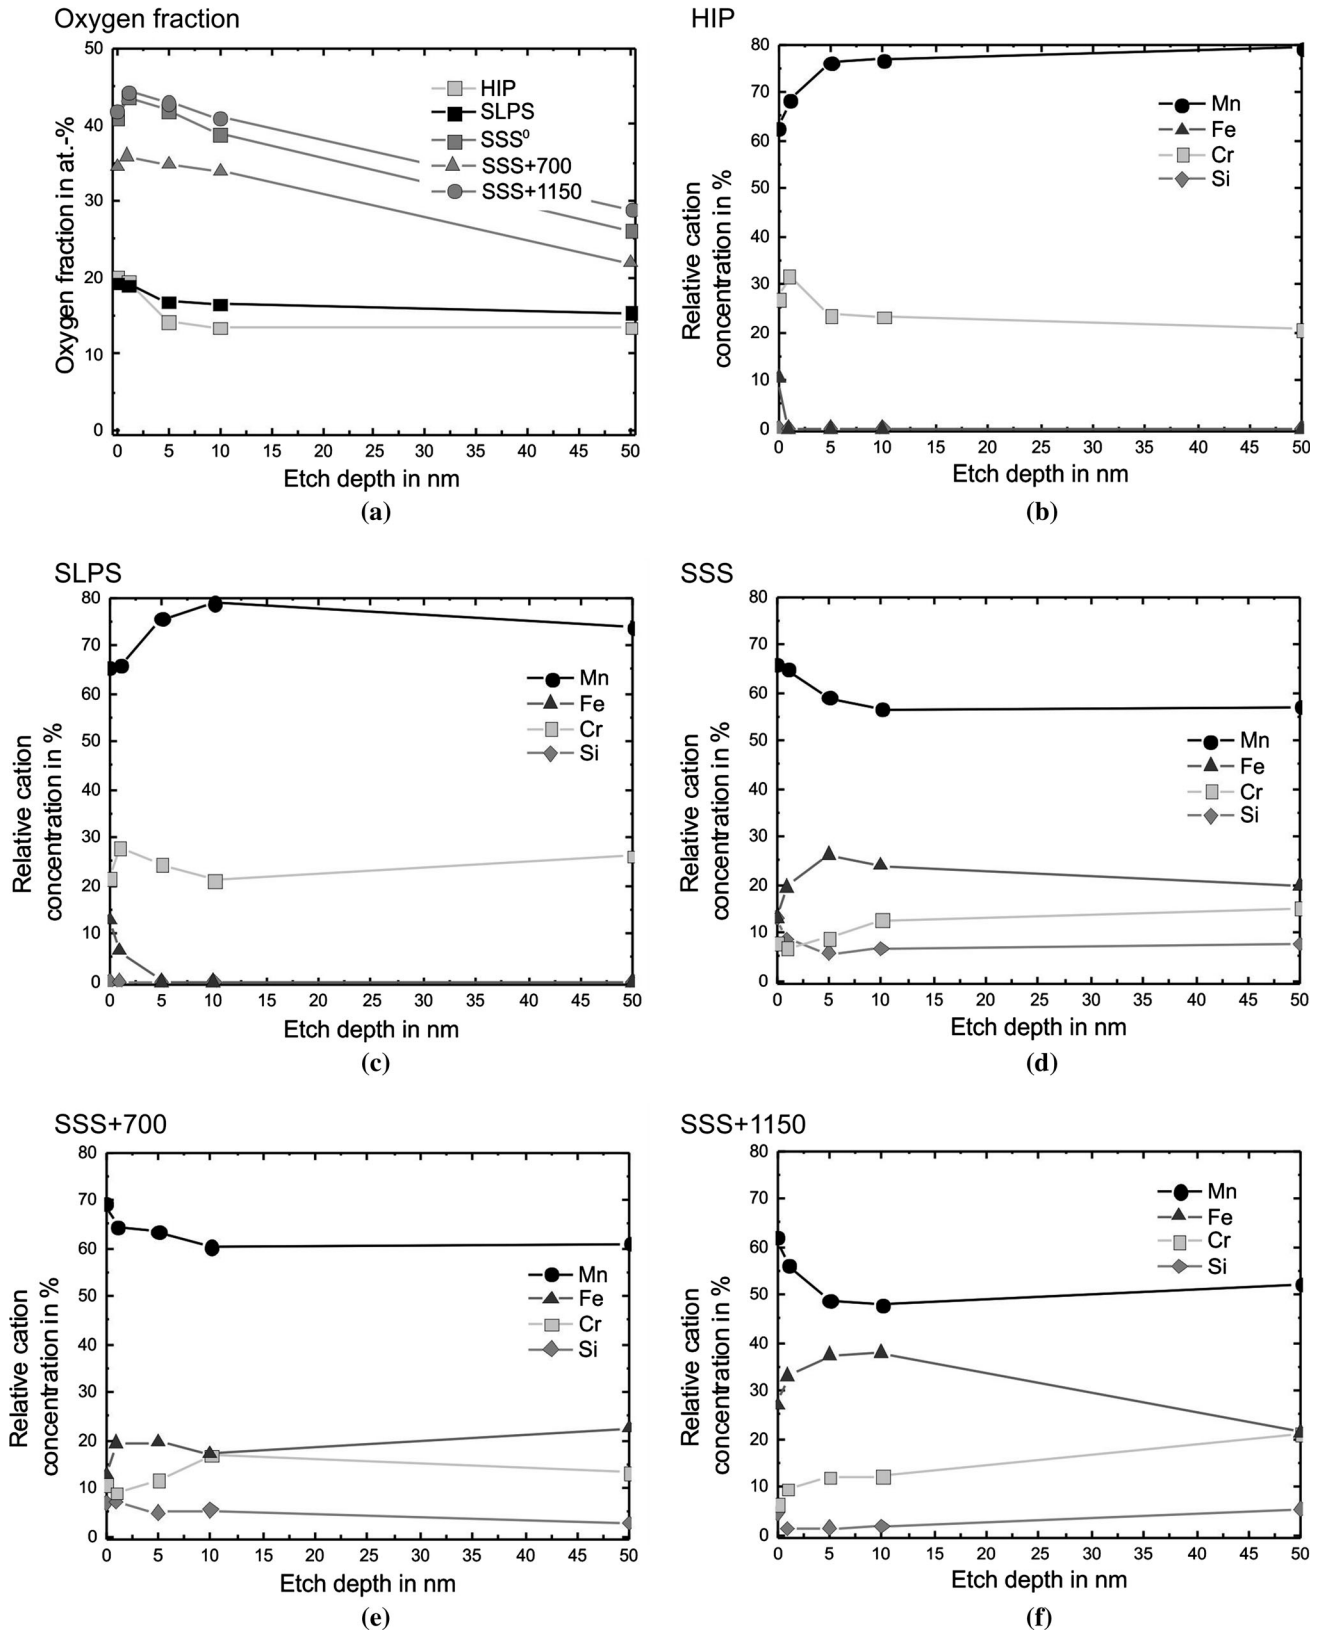 Oxygen fraction
50
40
30
20
10
0
Oxygen fraction in at.-%
HIP
SLPS
SSS⁰
SSS+700
SSS+1150
0 5 10 15 20 25 30 35 40 45 50
Etch depth in nm
(a)
HIP
80
70
60
50
40
30
20
10
0
Relative cation
concentration in %
Mn
Fe
Cr
Si
0 5 10 15 20 25 30 35 40 45 50
Etch depth in nm
(b)
SLPS
80
70
60
50
40
30
20
10
0
Relative cation
concentration in %
Mn
Fe
Cr
Si
0 5 10 15 20 25 30 35 40 45 50
Etch depth in nm
(c)
SSS
80
70
60
50
40
30
20
10
0
Relative cation
concentration in %
Mn
Fe
Cr
Si
0 5 10 15 20 25 30 35 40 45 50
Etch depth in nm
(d)
SSS+700
80
70
60
50
40
30
20
10
0
Relative cation
concentration in %
Mn
Fe
Cr
Si
0 5 10 15 20 25 30 35 40 45 50
Etch depth in nm
(e)
SSS+1150
80
70
60
50
40
30
20
10
0
Relative cation
concentration in %
Mn
Fe
Cr
Si
0 5 10 15 20 25 30 35 40 45 50
Etch depth in nm
(f)